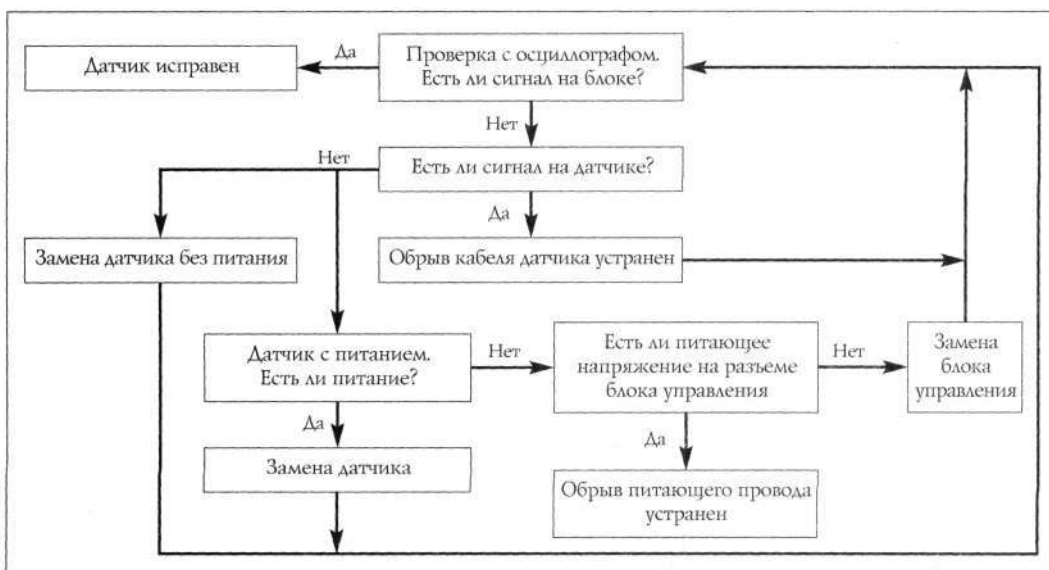 Датчик исправен
Да
Проверка с осциллографом.
Есть ли сигнал на блоке?
Нет
Нет
Есть ли сигнал на датчике?
Да
Замена датчика без питания
Обрыв кабеля датчика устранен
Датчик с питанием.
Есть ли питание?
Нет
Есть ли питающее
напряжение на разъеме
блока управления
Нет
Замена
блока
управления
Да
Да
Замена датчика
Обрыв питающего провода
устранен